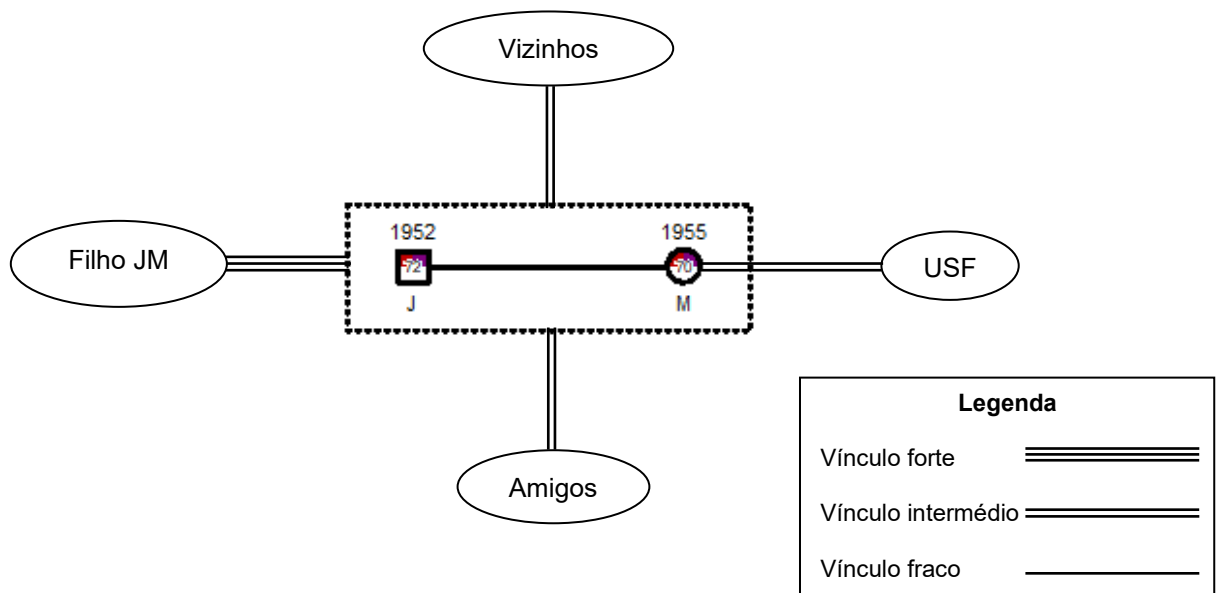 Vizinhos
Filho JM
1952
1955
72
70
J
M
USF
Amigos
Legenda
Vínculo forte
Vínculo intermédio
Vínculo fraco